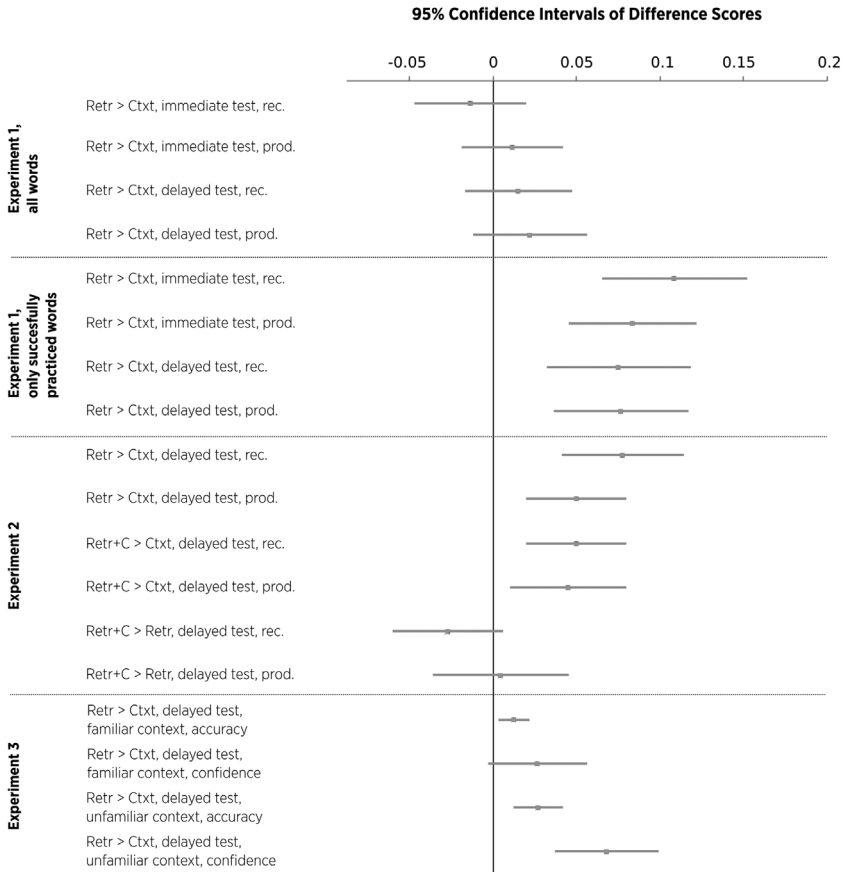 95% Confidence Intervals of Difference Scores
-0.05 0 0.05 0.1 0.15 0.2
Experiment 1,
all words
Retr > Ctxt, immediate test, rec.
Retr > Ctxt, immediate test, prod.
Retr > Ctxt, delayed test, rec.
Retr > Ctxt, delayed test, prod.
Experiment 1,
only succesfully
practiced words
Retr > Ctxt, immediate test, rec.
Retr > Ctxt, immediate test, prod.
Retr > Ctxt, delayed test, rec.
Retr > Ctxt, delayed test, prod.
Experiment 2
Retr > Ctxt, delayed test, rec.
Retr > Ctxt, delayed test, prod.
Retr+C > Ctxt, delayed test, rec.
Retr+C > Ctxt, delayed test, prod.
Retr+C > Retr, delayed test, rec.
Retr+C > Retr, delayed test, prod.
Experiment 3
Retr > Ctxt, delayed test,
familiar context, accuracy
Retr > Ctxt, delayed test,
familiar context, confidence
Retr > Ctxt, delayed test,
unfamiliar context, accuracy
Retr > Ctxt, delayed test,
unfamiliar context, confidence